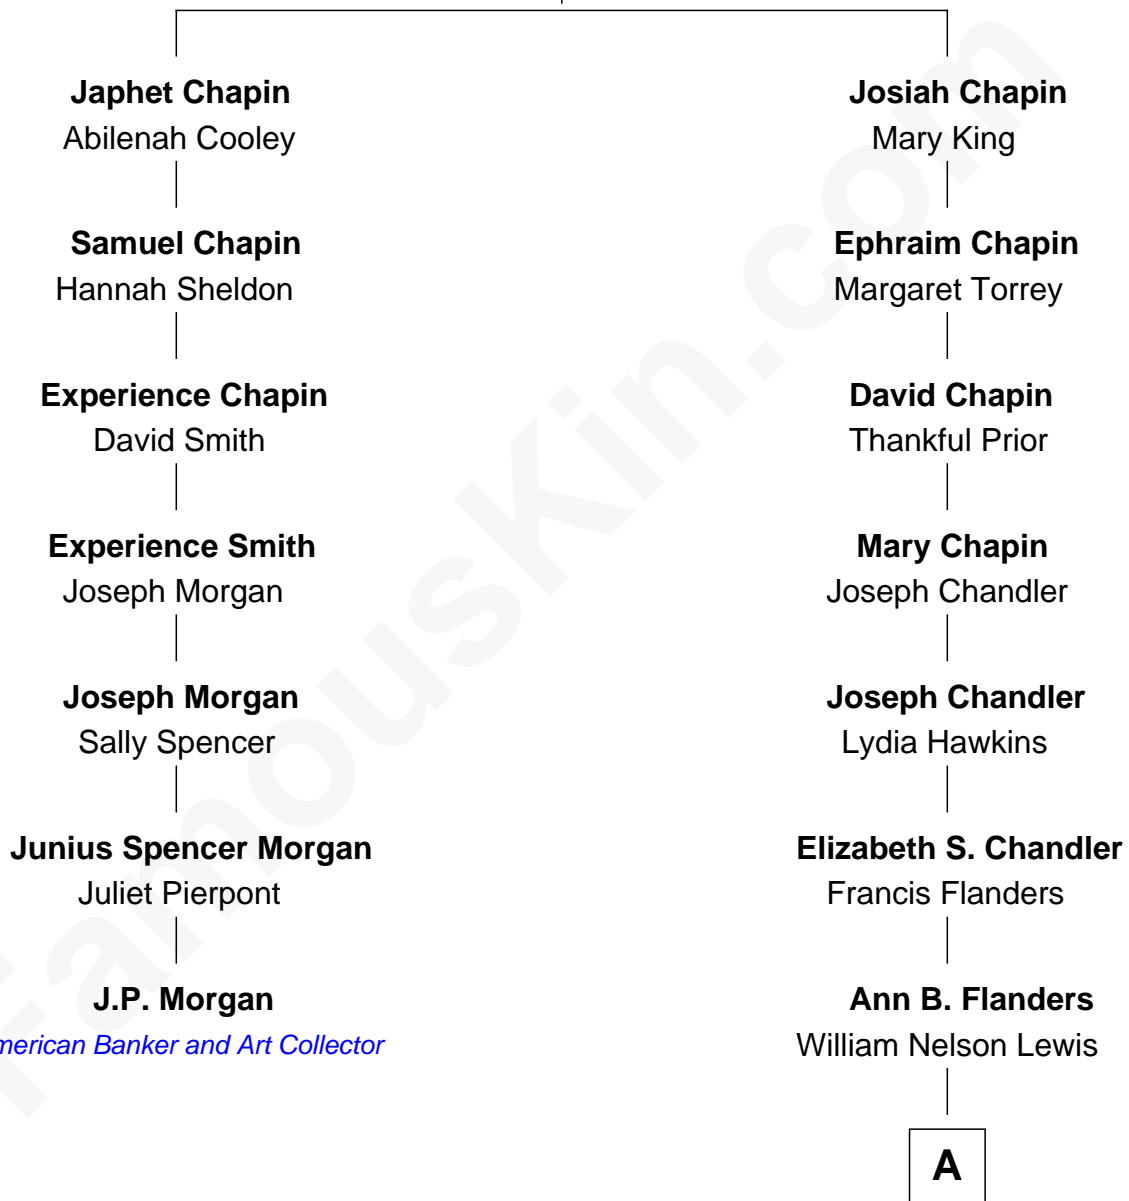 Japhet Chapin
Abilenah Cooley
Samuel Chapin
Hannah Sheldon
Experience Chapin
David Smith
Experience Smith
Joseph Morgan
Joseph Morgan
Sally Spencer
Junius Spencer Morgan
Juliet Pierpont
J.P. Morgan
merican Banker and Art Collector
Josiah Chapin
Mary King
Ephraim Chapin
Margaret Torrey
David Chapin
Thankful Prior
Mary Chapin
Joseph Chandler
Joseph Chandler
Lydia Hawkins
Elizabeth S. Chandler
Francis Flanders
Ann B. Flanders
William Nelson Lewis
A
FamousKin.com